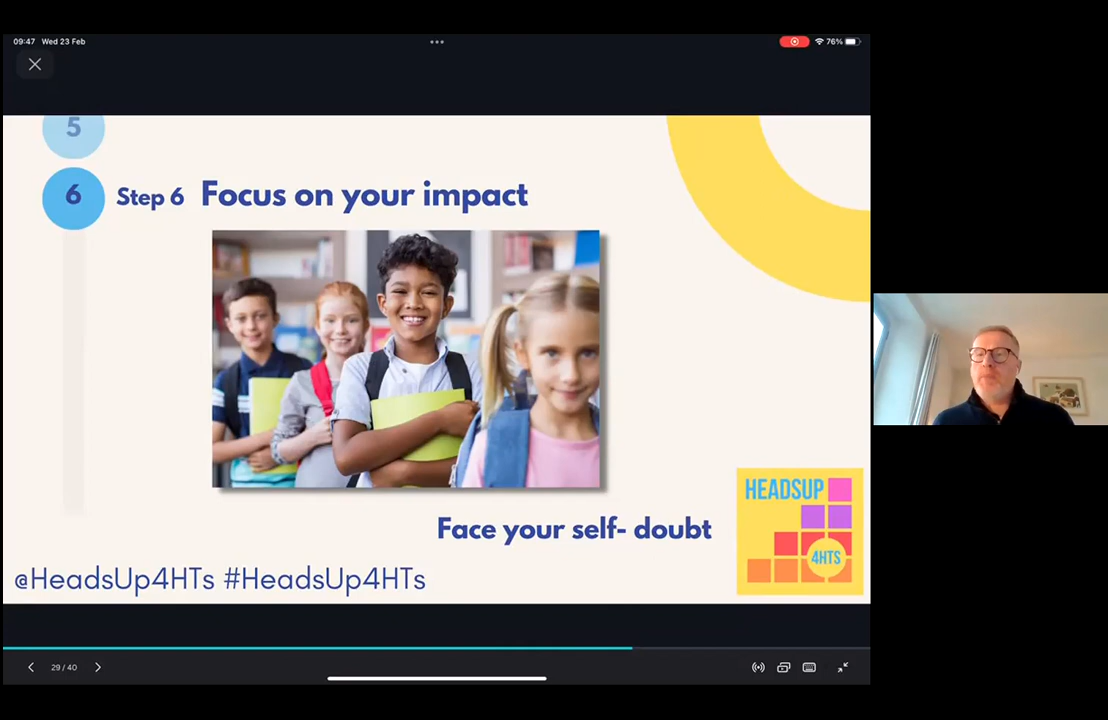 09:47 Wed 23 Feb
76%
5
6
Step 6 Focus on your impact
Face your self- doubt
HEADSUP
4HTS
@HeadsUp4HTs #HeadsUp4HTs
29 / 40